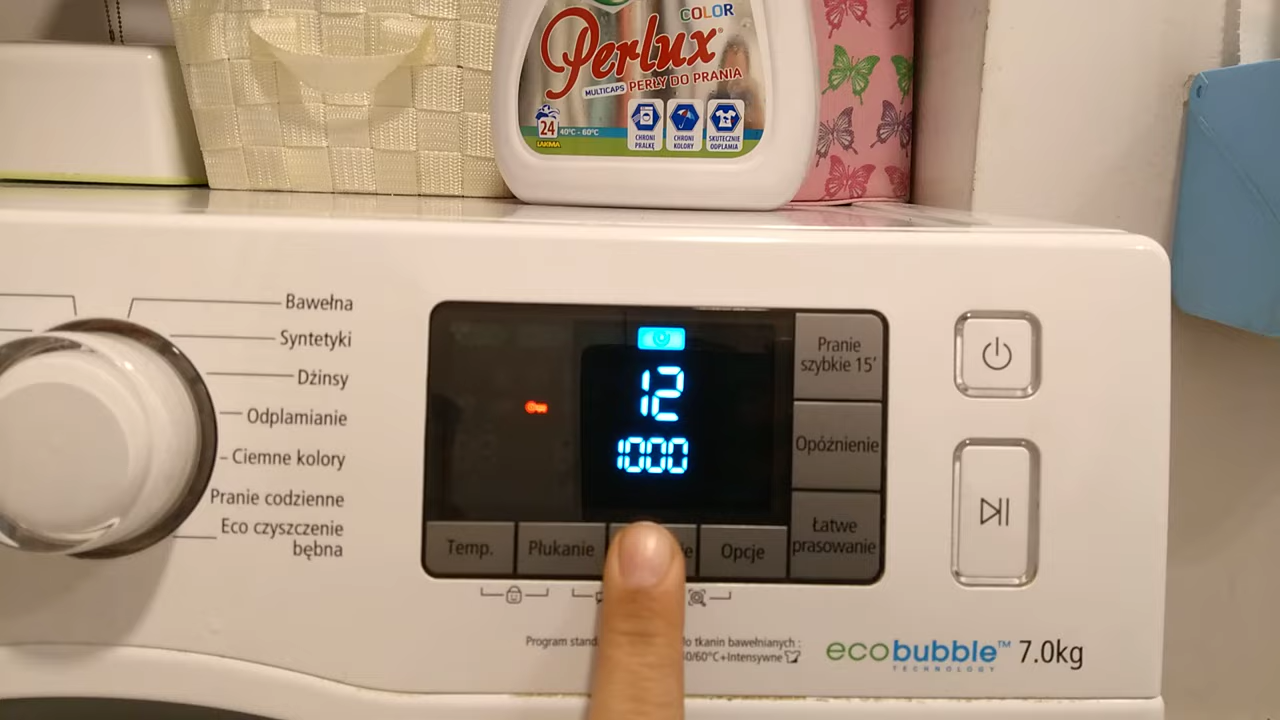 COLOR
Perlux
MULTICAPS PERŁY DO PRANIA
24
40°C - 60°C
LAKMA
CHRONI PRALKĘ
CHRONI KOLORY
SKUTECZNIE ODPLAMIA
Bawełna
Syntetyki
Dżinsy
Odplamianie
Ciemne kolory
Pranie codzienne
Eco czyszczenie
bębna
12
1000
Pranie
szybkie 15'
Opóźnienie
Łatwe
prasowanie
Temp.
Płukanie
Opcje
Program stand
do tkanin bawełnianych :
0/60°C+Intensywne
ecobubble™ 7.0kg
TECHNOLOGY